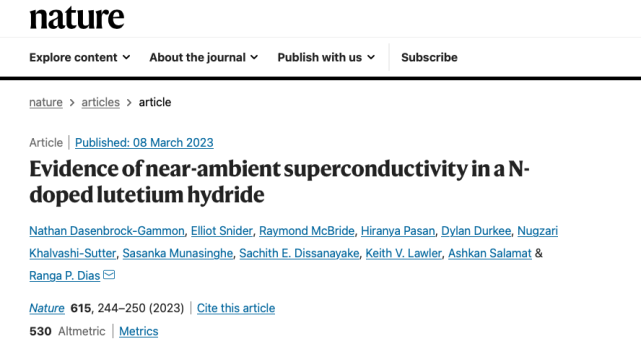 nature
Explore content About the journal Publish with us Subscribe
nature > articles > article
Article | Published: 08 March 2023
Evidence of near-ambient superconductivity in a N-
doped lutetium hydride
Nathan Dasenbrock-Gammon, Elliot Snider, Raymond McBride, Hiranya Pasan, Dylan Durkee, Nugzari
Khalvashi-Sutter, Sasanka Munasinghe, Sachith E. Dissanayake, Keith V. Lawler, Ashkan Salamat &
Ranga P. Dias
Nature 615, 244–250 (2023) | Cite this article
530 Altmetric | Metrics